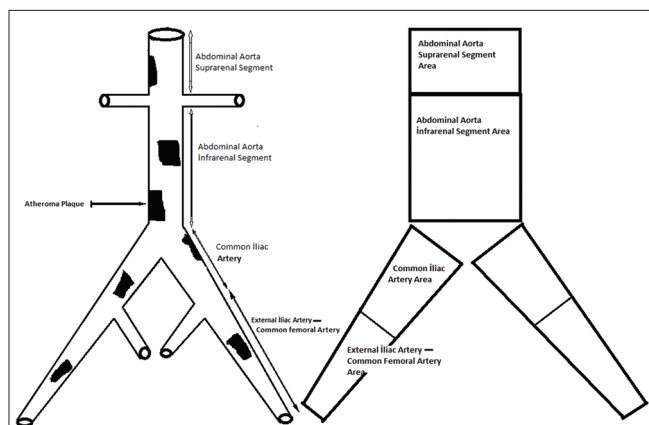 Abdominal Aorta
Suprarenal Segment
Abdominal Aorta
İnfrarenal Segment
Atheroma Plaque
Common İliac
Artery
External İliac Artery—
Common femoral Artery
Abdominal Aorta
Suprarenal Segment
Area
Abdominal Aorta
İnfrarenal Segment Area
Common İliac
Artery Area
External İliac Artery —
Common Femoral Artery
Area